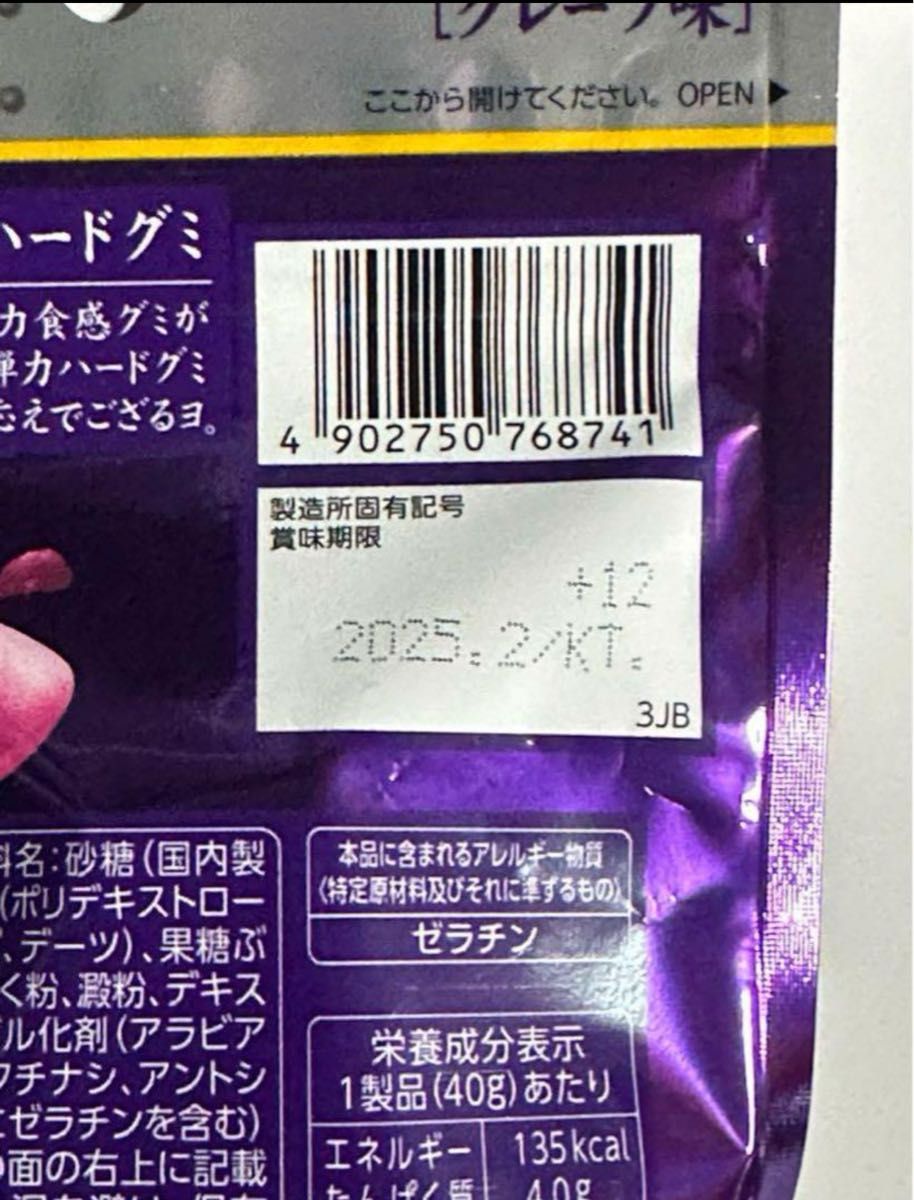 [グレープ味]
ここから開けてください。 OPEN ▶
ハードグミ
力食感グミが
弾力ハードグミ
応えでござるヨ。
4 902750 768741
製造所固有記号
賞味期限
+12
2025.2/KT.
3JB
料名:砂糖(国内製
(ポリデキストロー
、デーツ)、果糖ぶ
く粉、澱粉、デキス
ル化剤(アラビア
クチナシ、アントシ
ゼラチンを含む)
面の右上に記載
本品に含まれるアレルギー物質
〈特定原材料及びそれに準ずるもの〉
ゼラチン
栄養成分表示
1製品(40g)あたり
エネルギー 135kcal
たんぱく質 4.0g